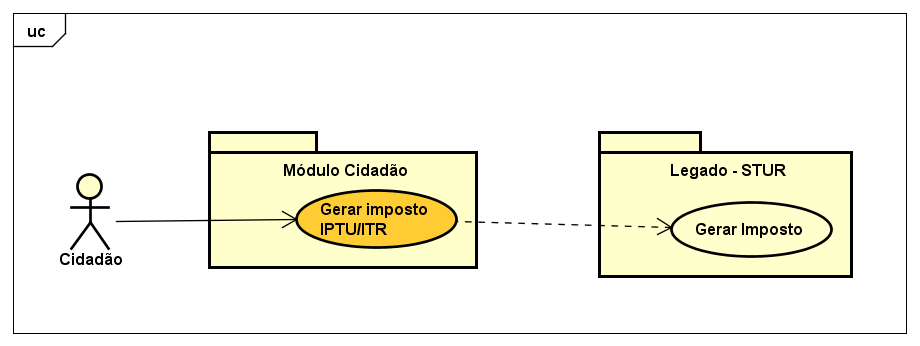 uc
Módulo Cidadão
Legado - STUR
Gerar imposto
IPTU/ITR
Gerar Imposto
Cidadão